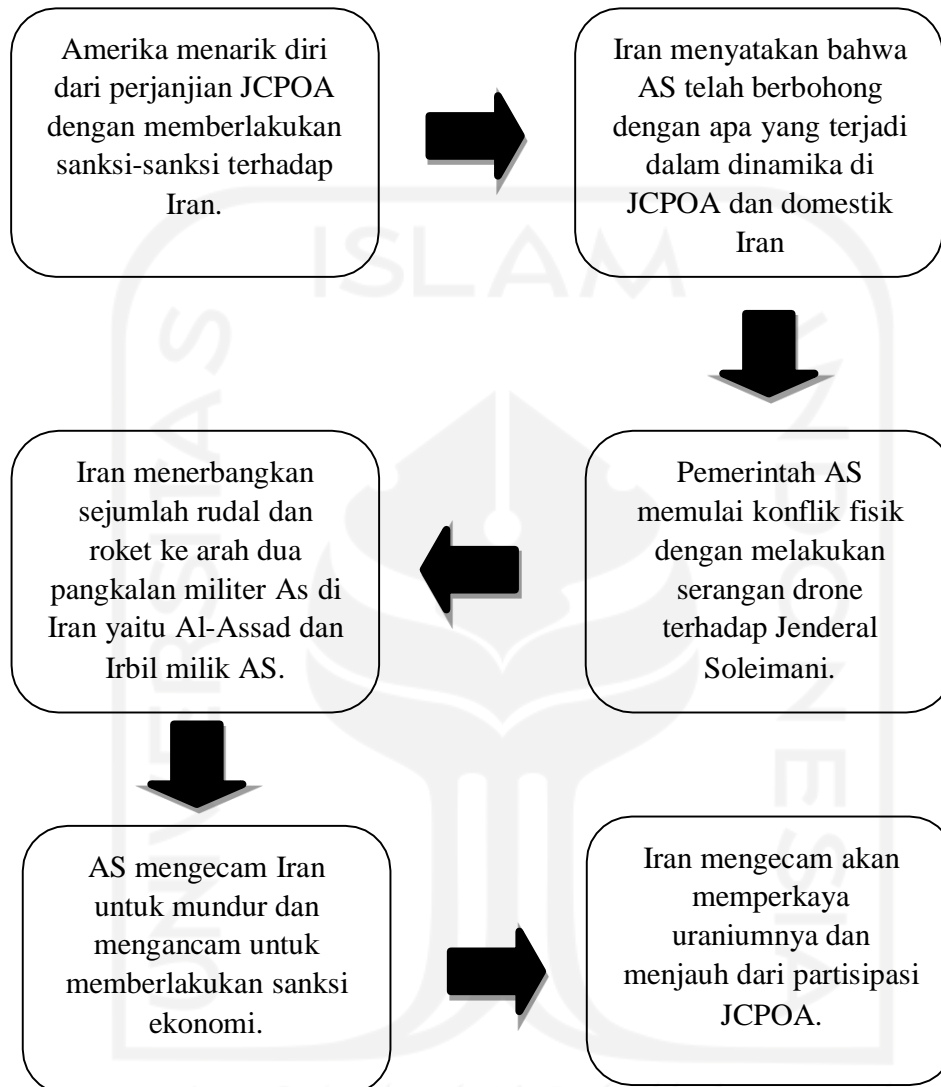 Amerika menarik diri
dari perjanjian JCPOA
dengan memberlakukan
sanksi-sanksi terhadap
Iran.
Iran menyatakan bahwa
AS telah berbohong
dengan apa yang terjadi
dalam dinamika di
JCPOA dan domestik
Iran
Pemerintah AS
memulai konflik fisik
dengan melakukan
serangan drone
terhadap Jenderal
Soleimani.
Iran menerbangkan
sejumlah rudal dan
roket ke arah dua
pangkalan militer As di
Iran yaitu Al-Assad dan
Irbil milik AS.
AS mengecam Iran
untuk mundur dan
mengancam untuk
memberlakukan sanksi
ekonomi.
Iran mengecam akan
memperkaya
uraniumnya dan
menjauh dari partisipasi
JCPOA.
UNIVERSITAS
ISLAM
INDONESIA